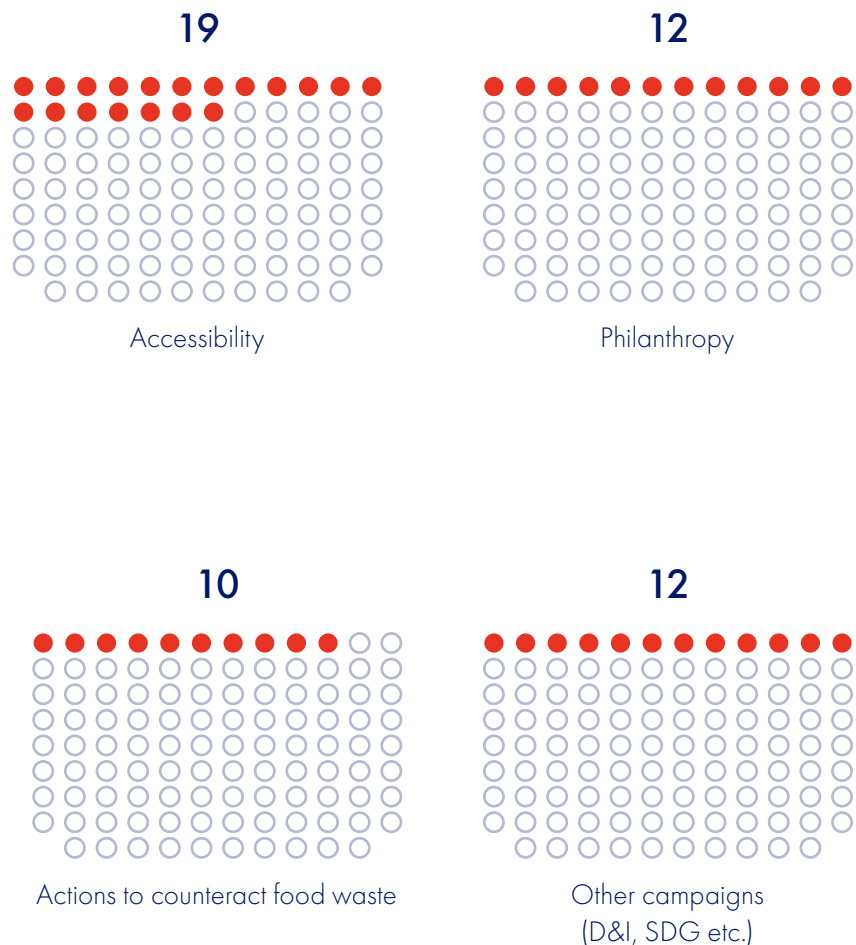 19
12
Accessibility
Philanthropy
10
12
Actions to counteract food waste
Other campaigns
(D&I, SDG etc.)